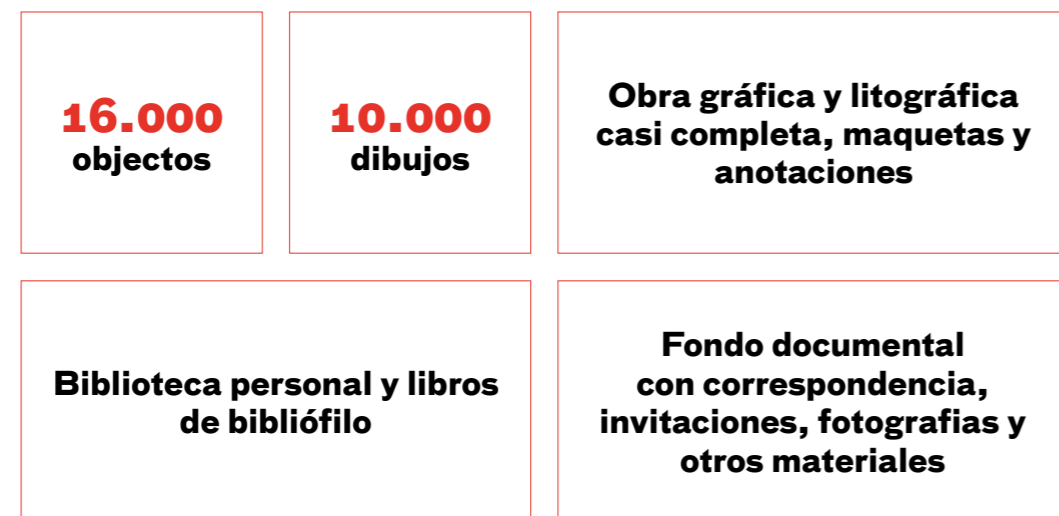 16.000
objectos
10.000
dibujos
Obra gráfica y litográfica
casi completa, maquetas y
anotaciones
Biblioteca personal y libros
de bibliófilo
Fondo documental
con correspondencia,
invitaciones, fotografias y
otros materiales